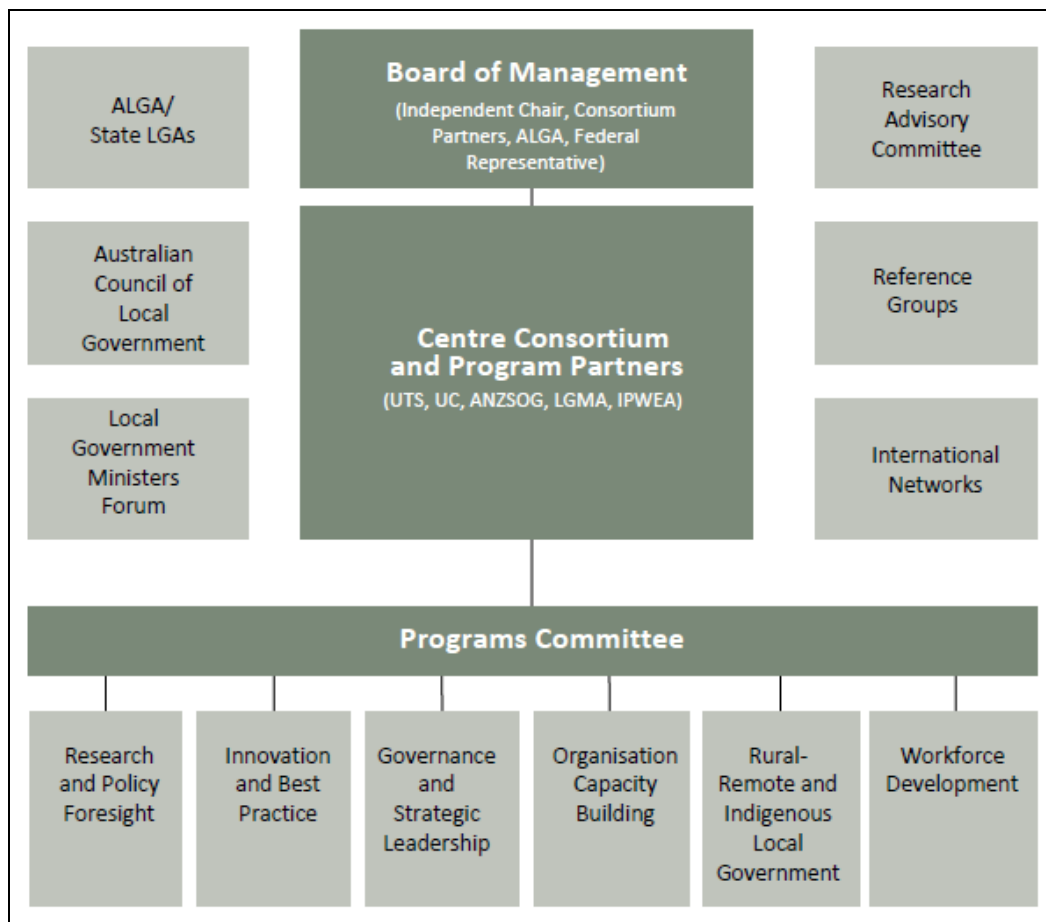 Board of Management
(Independent Chair, Consortium
Partners, ALGA, Federal
Representative)
ALGA/
State LGAs
Research
Advisory
Committee
Australian
Council of
Local
Government
Centre Consortium
and Program Partners
(UTS, UC, ANZSOG, LGMA, IPWEA)
Reference
Groups
Local
Government
Ministers
Forum
International
Networks
Programs Committee
Research
and Policy
Foresight
Innovation
and Best
Practice
Governance
and
Strategic
Leadership
Organisation
Capacity
Building
Rural-
Remote and
Indigenous
Local
Government
Workforce
Development